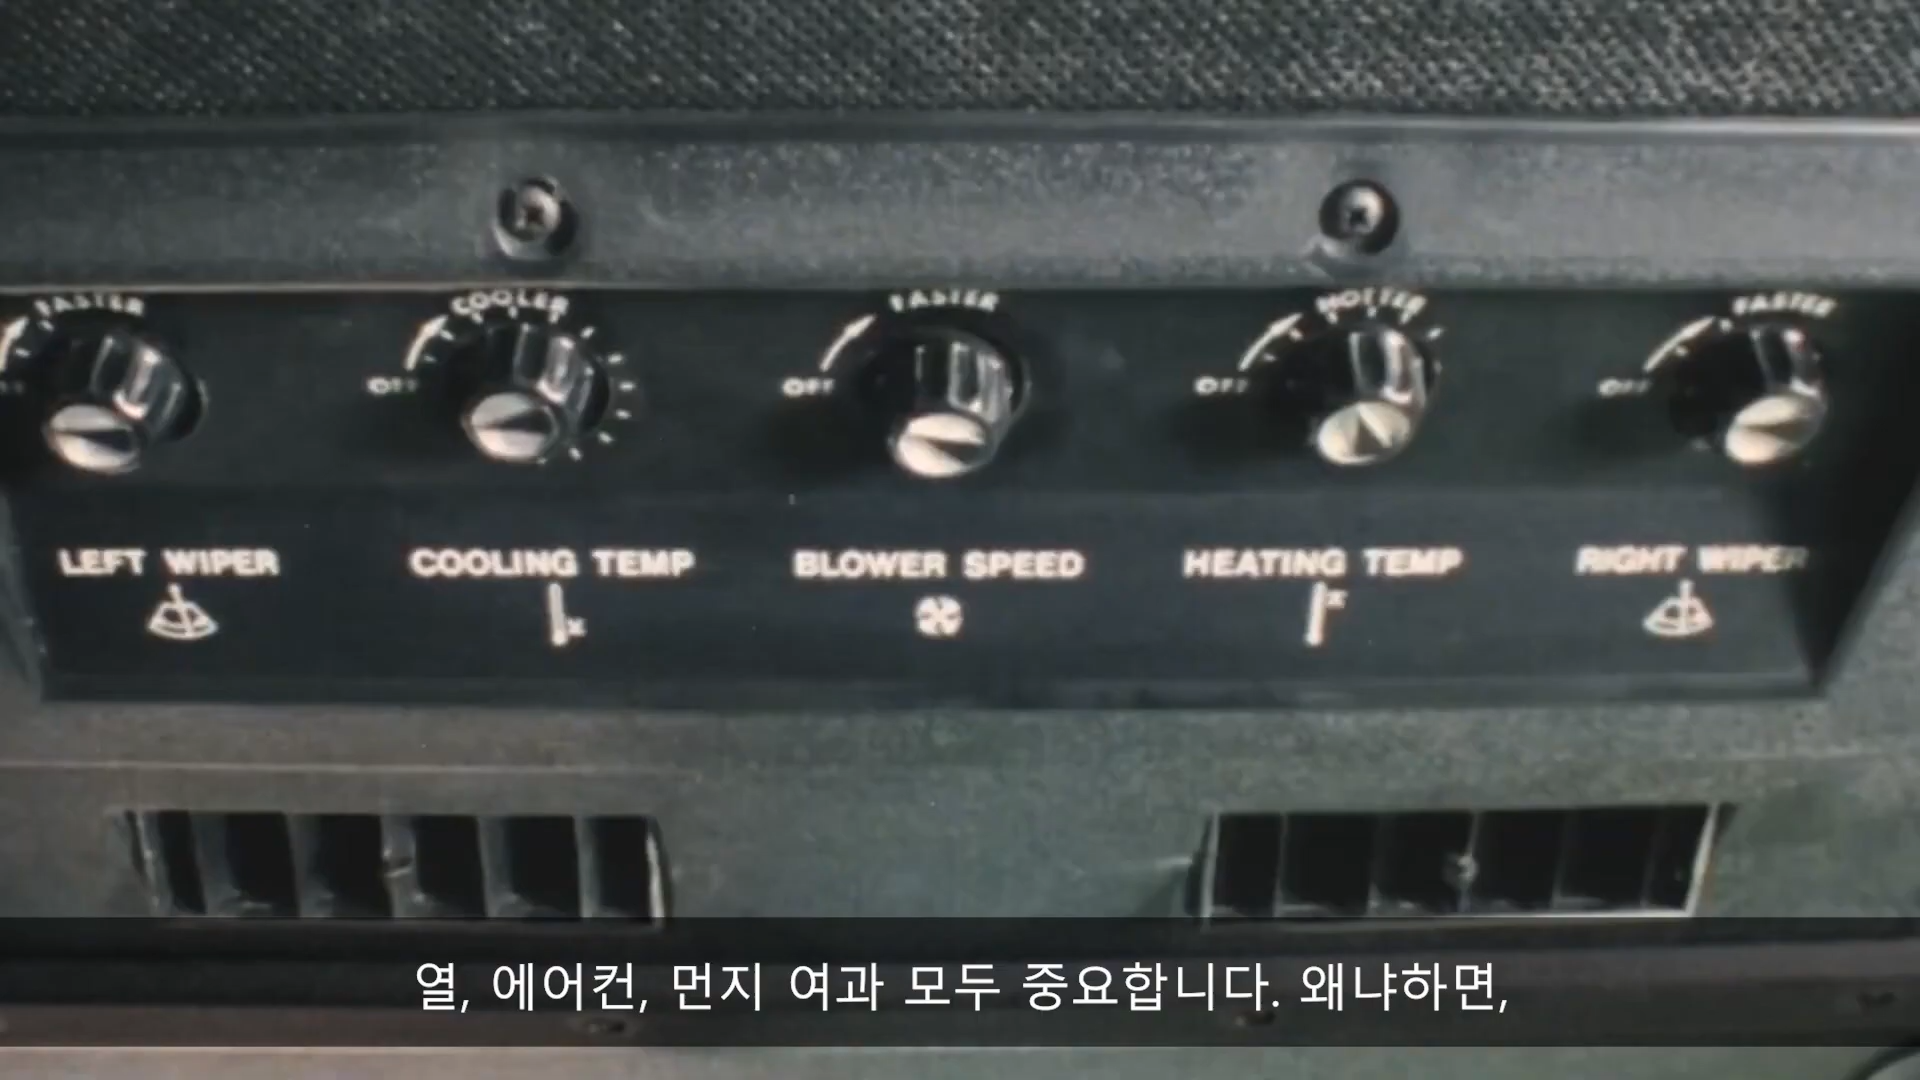 FASTER COOLER FASTER HOTTER FASTER
OFF OFF OFF OFF
LEFT WIPER COOLING TEMP BLOWER SPEED HEATING TEMP RIGHT WIPER
열, 에어컨, 먼지 여과 모두 중요합니다. 왜냐하면,